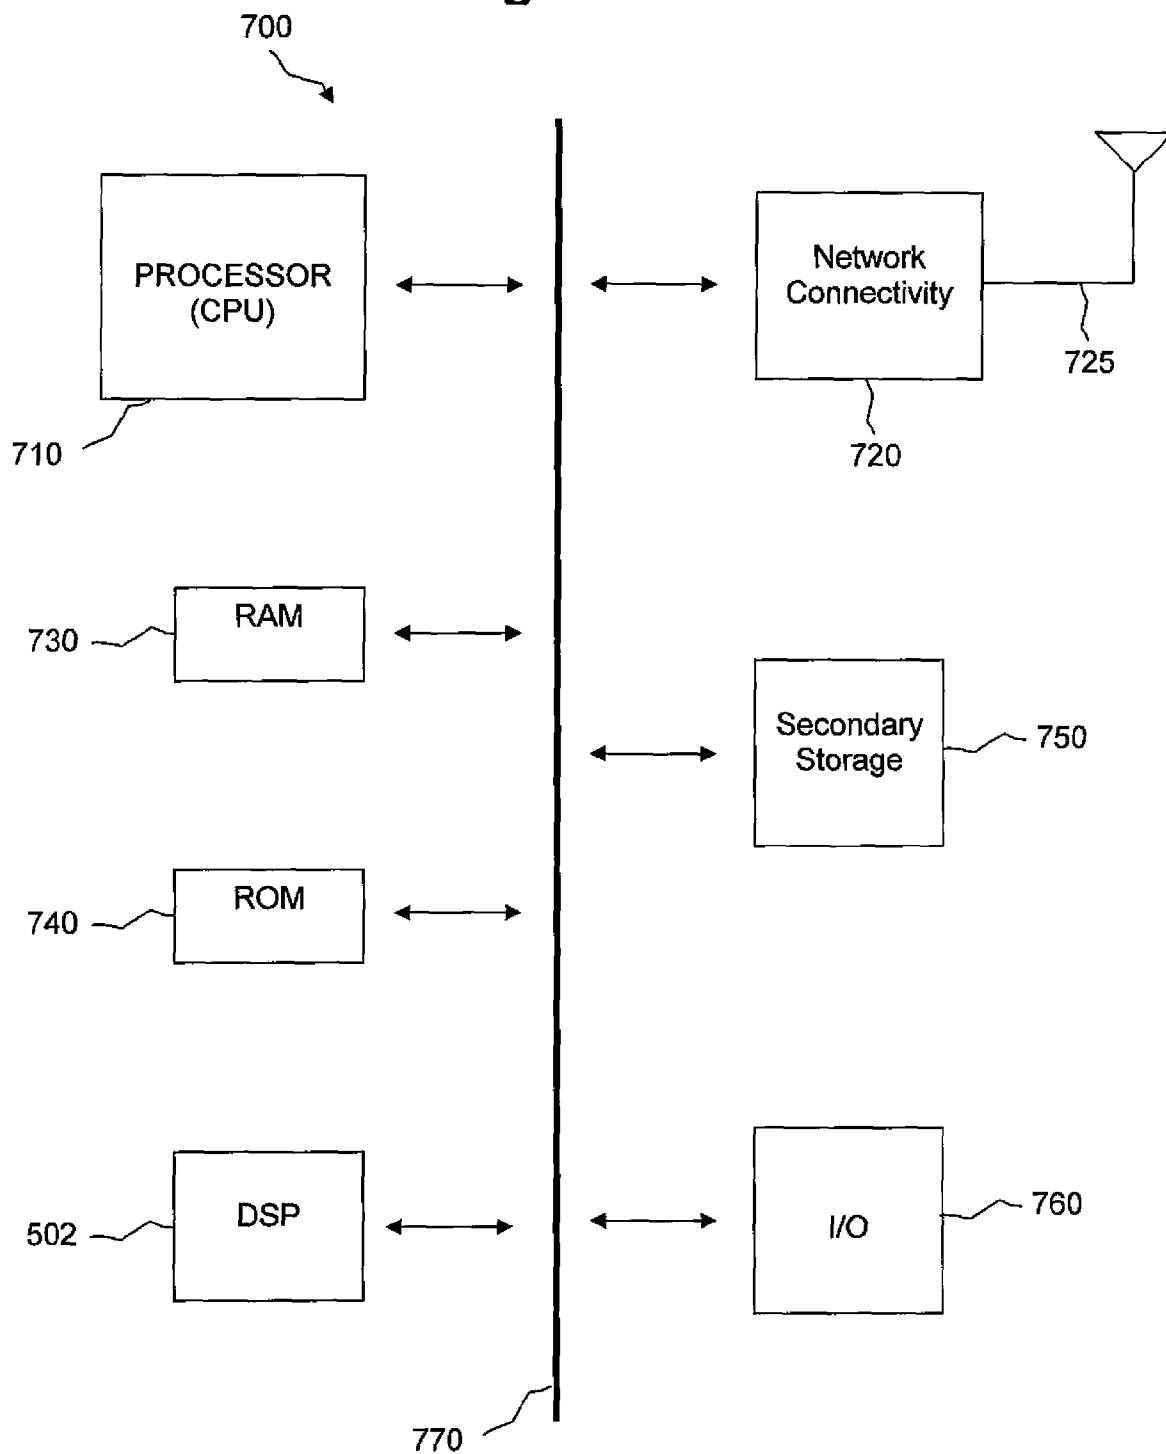 700
PROCESSOR
(CPU)
710
Network
Connectivity
725
720
RAM
730
Secondary
Storage
750
ROM
740
DSP
502
I/O
760
770